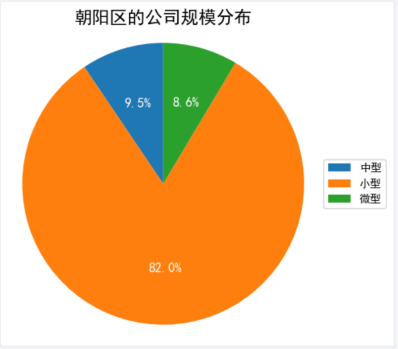 朝阳区的公司规模分布
9.5%
8.6%
中型
小型
微型
82.0%